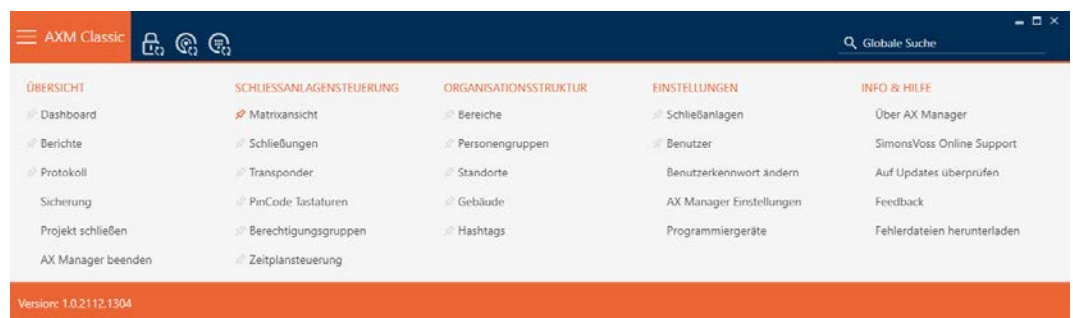 AXM Classic
Globale Suche
ÜBERSICHT
Dashboard
Berichte
Protokoll
Sicherung
Projekt schließen
AX Manager beenden
SCHLIESSANLAGENSTEUERUNG
Matrixansicht
Schließungen
Transponder
PinCode Tastaturen
Berechtigungsgruppen
Zeitplansteuerung
ORGANISATIONSSTRUKTUR
Bereiche
Personengruppen
Standorte
Gebäude
Hashtags
EINSTELLUNGEN
Schließanlagen
Benutzer
Benutzerkennwort ändern
AX Manager Einstellungen
Programmiergeräte
INFO & HILFE
Über AX Manager
SimonsVoss Online Support
Auf Updates überprüfen
Feedback
Fehlerdateien herunterladen
Version: 1.0.2112.1304